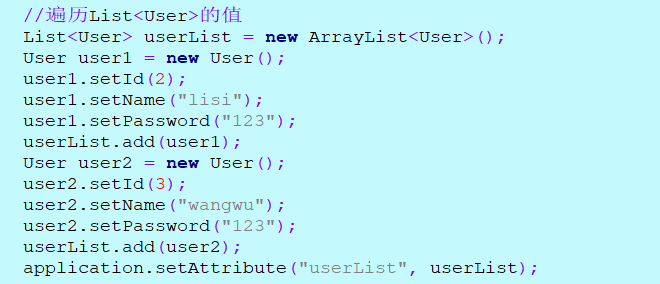 //遍历List<User>的值
List<User> userList = new ArrayList<User>();
User user1 = new User();
user1.setId(2);
user1.setName("lisi");
user1.setPassword("123");
userList.add(user1);
User user2 = new User();
user2.setId(3);
user2.setName("wangwu");
user2.setPassword("123");
userList.add(user2);
application.setAttribute("userList", userList);